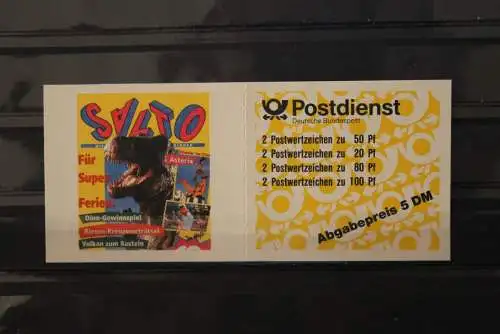 SALTO
Für
Super
Ferien:
Asterix
Dino-Gewinnspiel
Riesen-Kreuzworträtsel
Vulkan zum Basteln
Postdienst
Deutsche Bundespost
2 Postwertzeichen zu 50 Pf
2 Postwertzeichen zu 20 Pf
2 Postwertzeichen zu 80 Pf
2 Postwertzeichen zu 100 Pf
Abgabepreis 5 DM